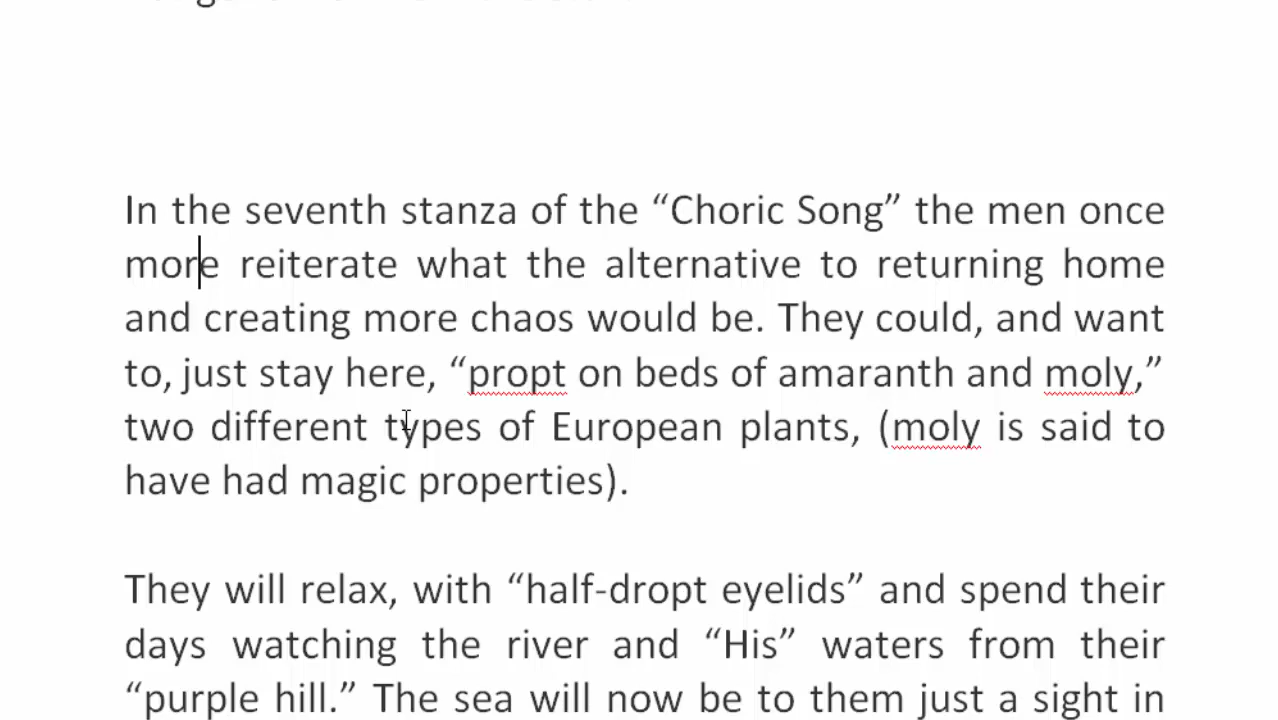 In the seventh stanza of the “Choric Song” the men once
more reiterate what the alternative to returning home
and creating more chaos would be. They could, and want
to, just stay here, “propt on beds of amaranth and moly,”
two different types of European plants, (moly is said to
have had magic properties).
They will relax, with “half-dropt eyelids” and spend their
days watching the river and “His” waters from their
“purple hill.” The sea will now be to them just a sight in